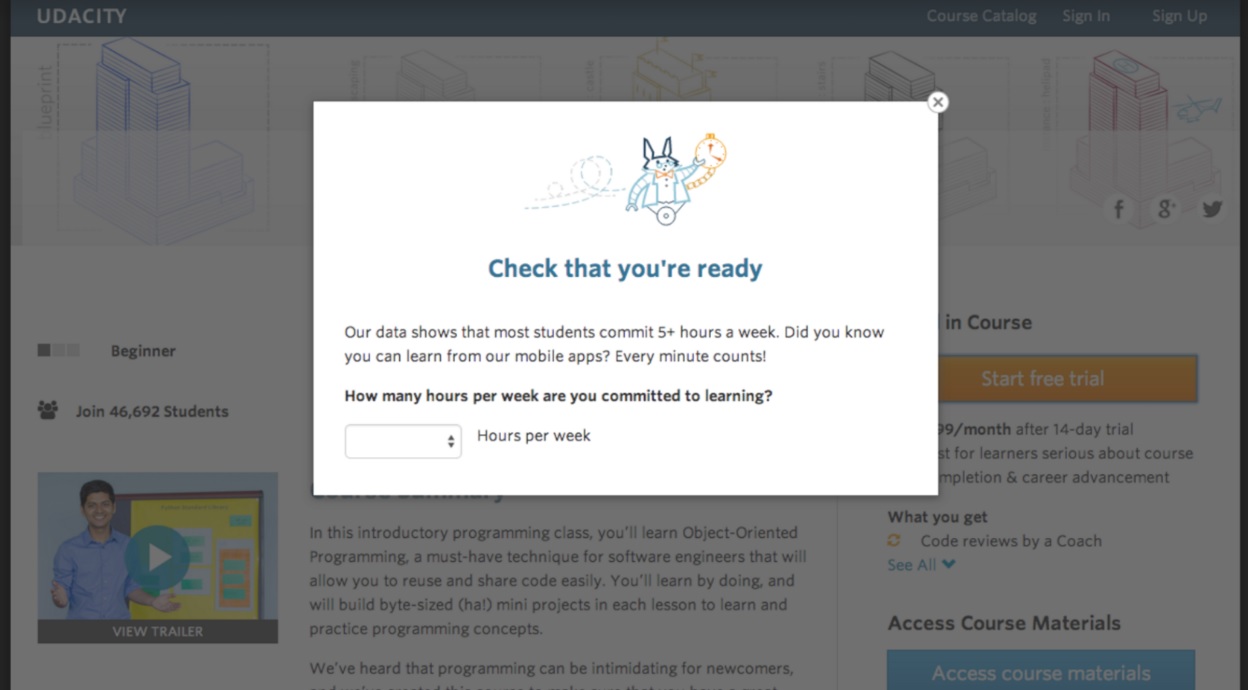 UDACITY
Course Catalog
Sign In
Sign Up
blueprint
castle
Check that you're ready
Our data shows that most students commit 5+ hours a week. Did you know
you can learn from our mobile apps? Every minute counts!
How many hours per week are you committed to learning?
Hours per week
Beginner
Join 46,692 Students
VIEW TRAILER
Course Summary
In this introductory programming class, you'll learn Object-Oriented
Programming, a must-have technique for software engineers that will
allow you to reuse and share code easily. You'll learn by doing, and
will build byte-sized (ha!) mini projects in each lesson to learn and
practice programming concepts.
We've heard that programming can be intimidating for newcomers,
in Course
Start free trial
99/month after 14-day trial
st for learners serious about course
mpletion & career advancement
What you get
Code reviews by a Coach
See All
Access Course Materials
Access course materials